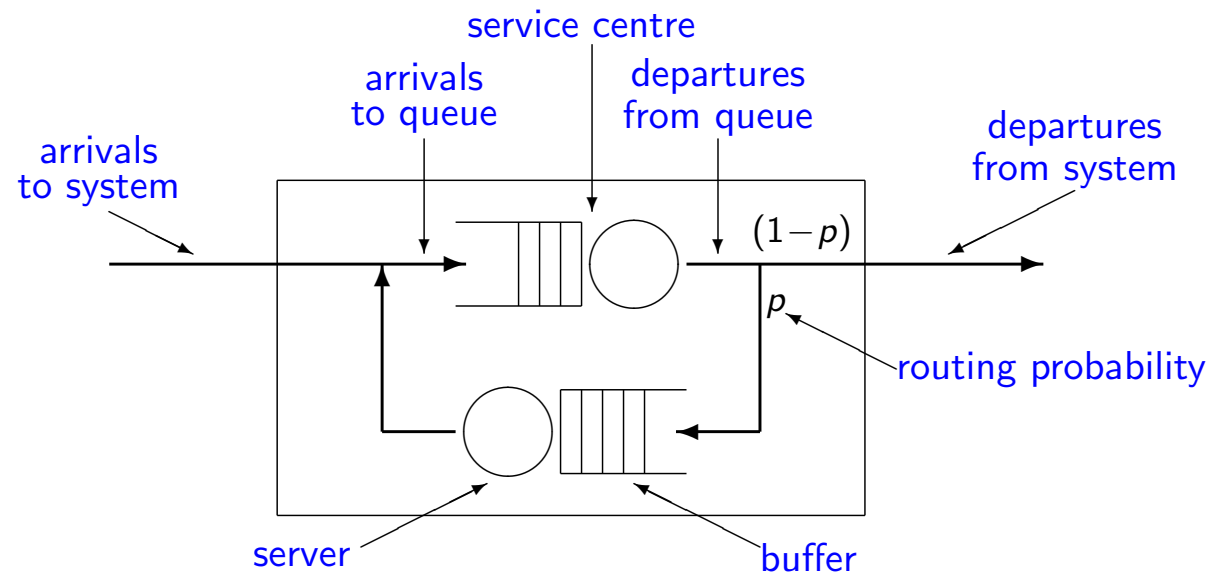 service centre
arrivals
to queue
departures
from queue
arrivals
to system
departures
from system
(1−p)
p
routing probability
server
buffer